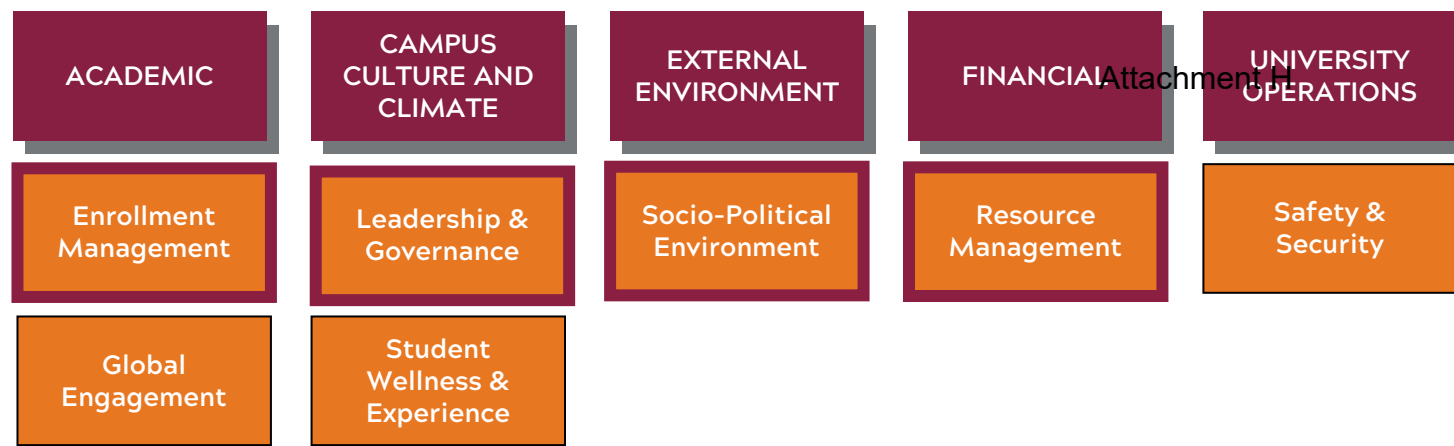 ACADEMIC
CAMPUS
CULTURE AND
CLIMATE
EXTERNAL
ENVIRONMENT
FINANCIAL
UNIVERSITY
OPERATIONS
Attachment H
Enrollment
Management
Leadership &
Governance
Socio-Political
Environment
Resource
Management
Safety &
Security
Global
Engagement
Student
Wellness &
Experience